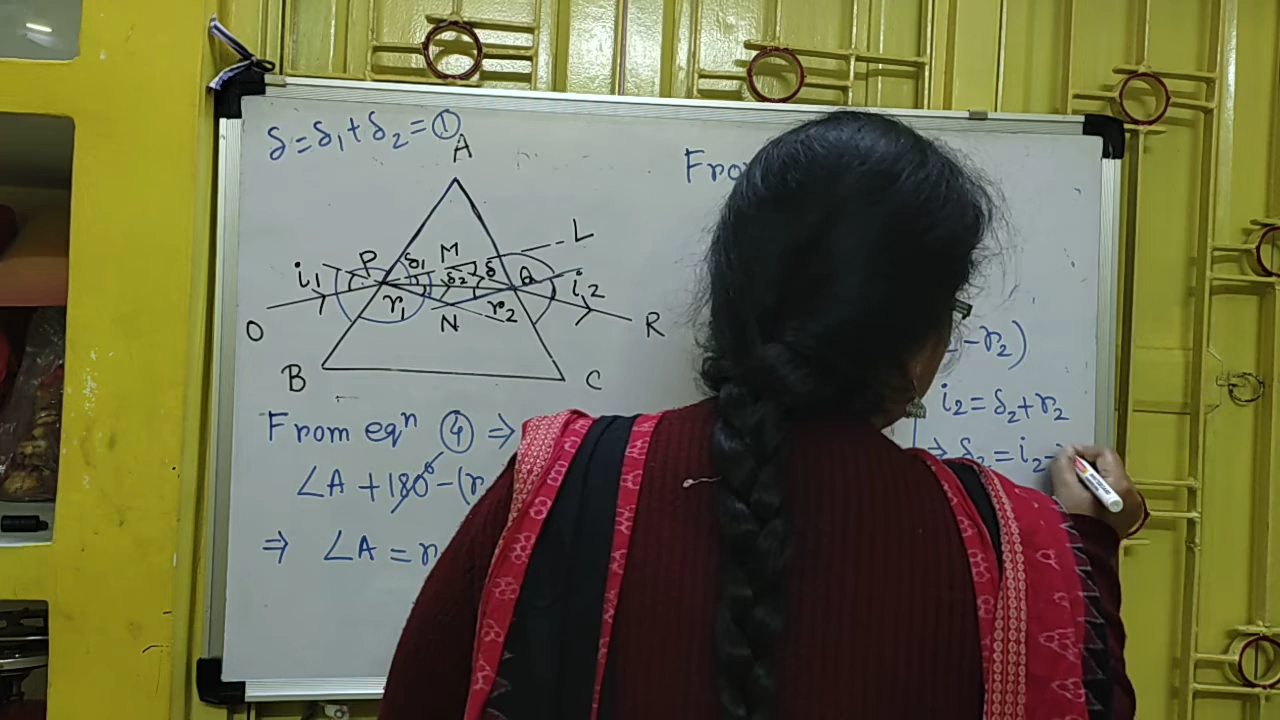 δ = δ₁ + δ₂ = ①
A
L
P δ₁ M δ₂ δ Q
i₁ i₂
r₁ N r₂
O R
B C
From eqⁿ ④ ⇒
∠A + 180° - (r
⇒ ∠A =
- r₂)
i₂ = δ₂ + r₂
⇒ δ₂ = i₂ -